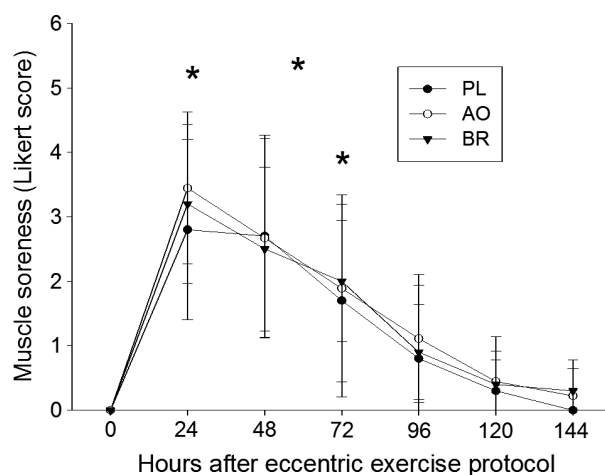 6
5
4
3
2
1
0
Muscle soreness (Likert score)
* * *
PL
AO
BR
0 24 48 72 96 120 144
Hours after eccentric exercise protocol